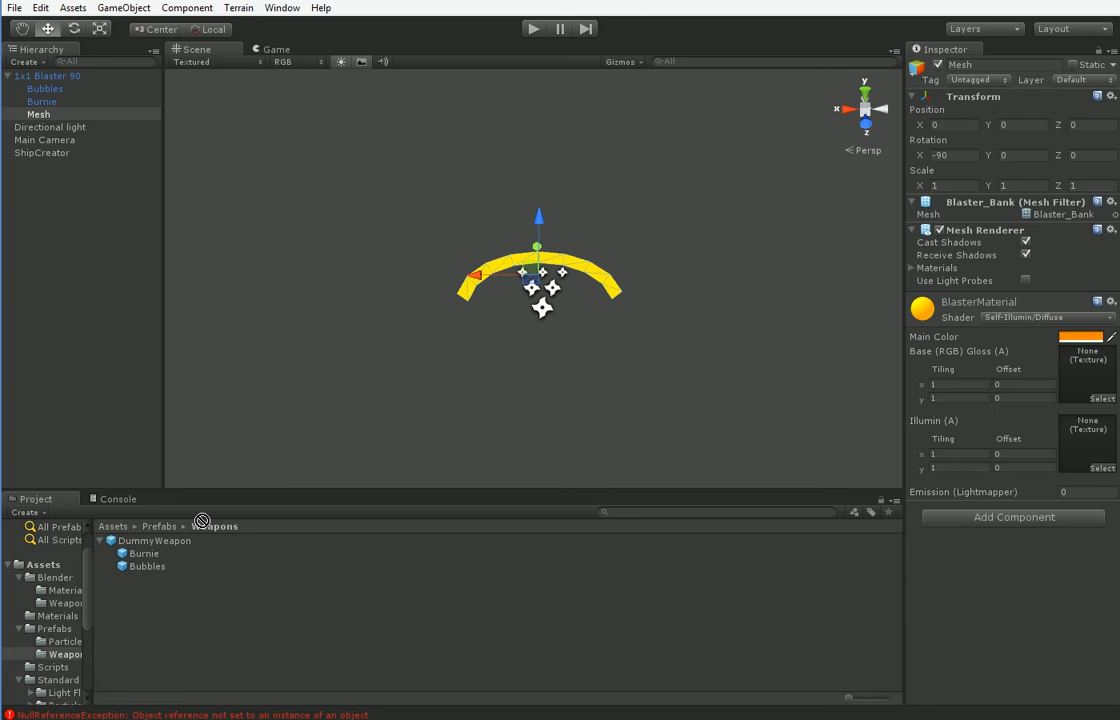 File Edit Assets GameObject Component Terrain Window Help
Center Local Layers Layout
Hierarchy Scene Game Inspector
Create All Textured RGB Gizmos All Mesh Static
Tag Untagged Layer Default
1x1 Blaster 90
Bubbles
Burnie
Mesh
Directional light
Main Camera
ShipCreator
y
x
z
Persp
Transform
Position
X 0 Y 0 Z 0
Rotation
X -90 Y 0 Z 0
Scale
X 1 Y 1 Z 1
Blaster_Bank (Mesh Filter)
Mesh Blaster_Bank
Mesh Renderer
Cast Shadows
Receive Shadows
Materials
Use Light Probes
BlasterMaterial
Shader Self-Illumin/Diffuse
Main Color
Base (RGB) Gloss (A) None
(Texture)
Tiling Offset
x 1 0
y 1 0 Select
Illumin (A) None
(Texture)
Tiling Offset
x 1 0
y 1 0 Select
Emission (Lightmapper) 0
Add Component
Project Console
Create
All Prefab
All Scripts
Assets
Blender
Materia
Weapo
Materials
Prefabs
Particle
Weapo
Scripts
Standard
Light Fl
Assets Prefabs Weapons
DummyWeapon
Burnie
Bubbles
NullReferenceException: Object reference not set to an instance of an object